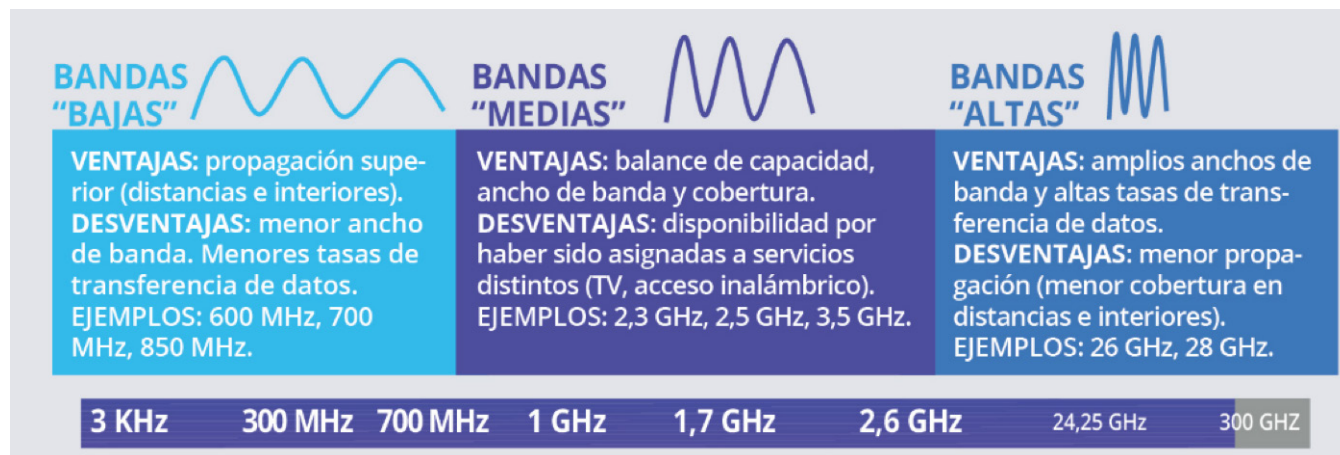 BANDAS
“BAJAS”
VENTAJAS: propagación supe-
rior (distancias e interiores).
DESVENTAJAS: menor ancho
de banda. Menores tasas de
transferencia de datos.
EJEMPLOS: 600 MHz, 700
MHz, 850 MHz.
BANDAS
“MEDIAS”
VENTAJAS: balance de capacidad,
ancho de banda y cobertura.
DESVENTAJAS: disponibilidad por
haber sido asignadas a servicios
distintos (TV, acceso inalámbrico).
EJEMPLOS: 2,3 GHz, 2,5 GHz, 3,5 GHz.
BANDAS
“ALTAS”
VENTAJAS: amplios anchos de
banda y altas tasas de trans-
ferencia de datos.
DESVENTAJAS: menor propa-
gación (menor cobertura en
distancias e interiores).
EJEMPLOS: 26 GHz, 28 GHz.
3 KHz 300 MHz 700 MHz 1 GHz 1,7 GHz 2,6 GHz 24,25 GHz 300 GHZ